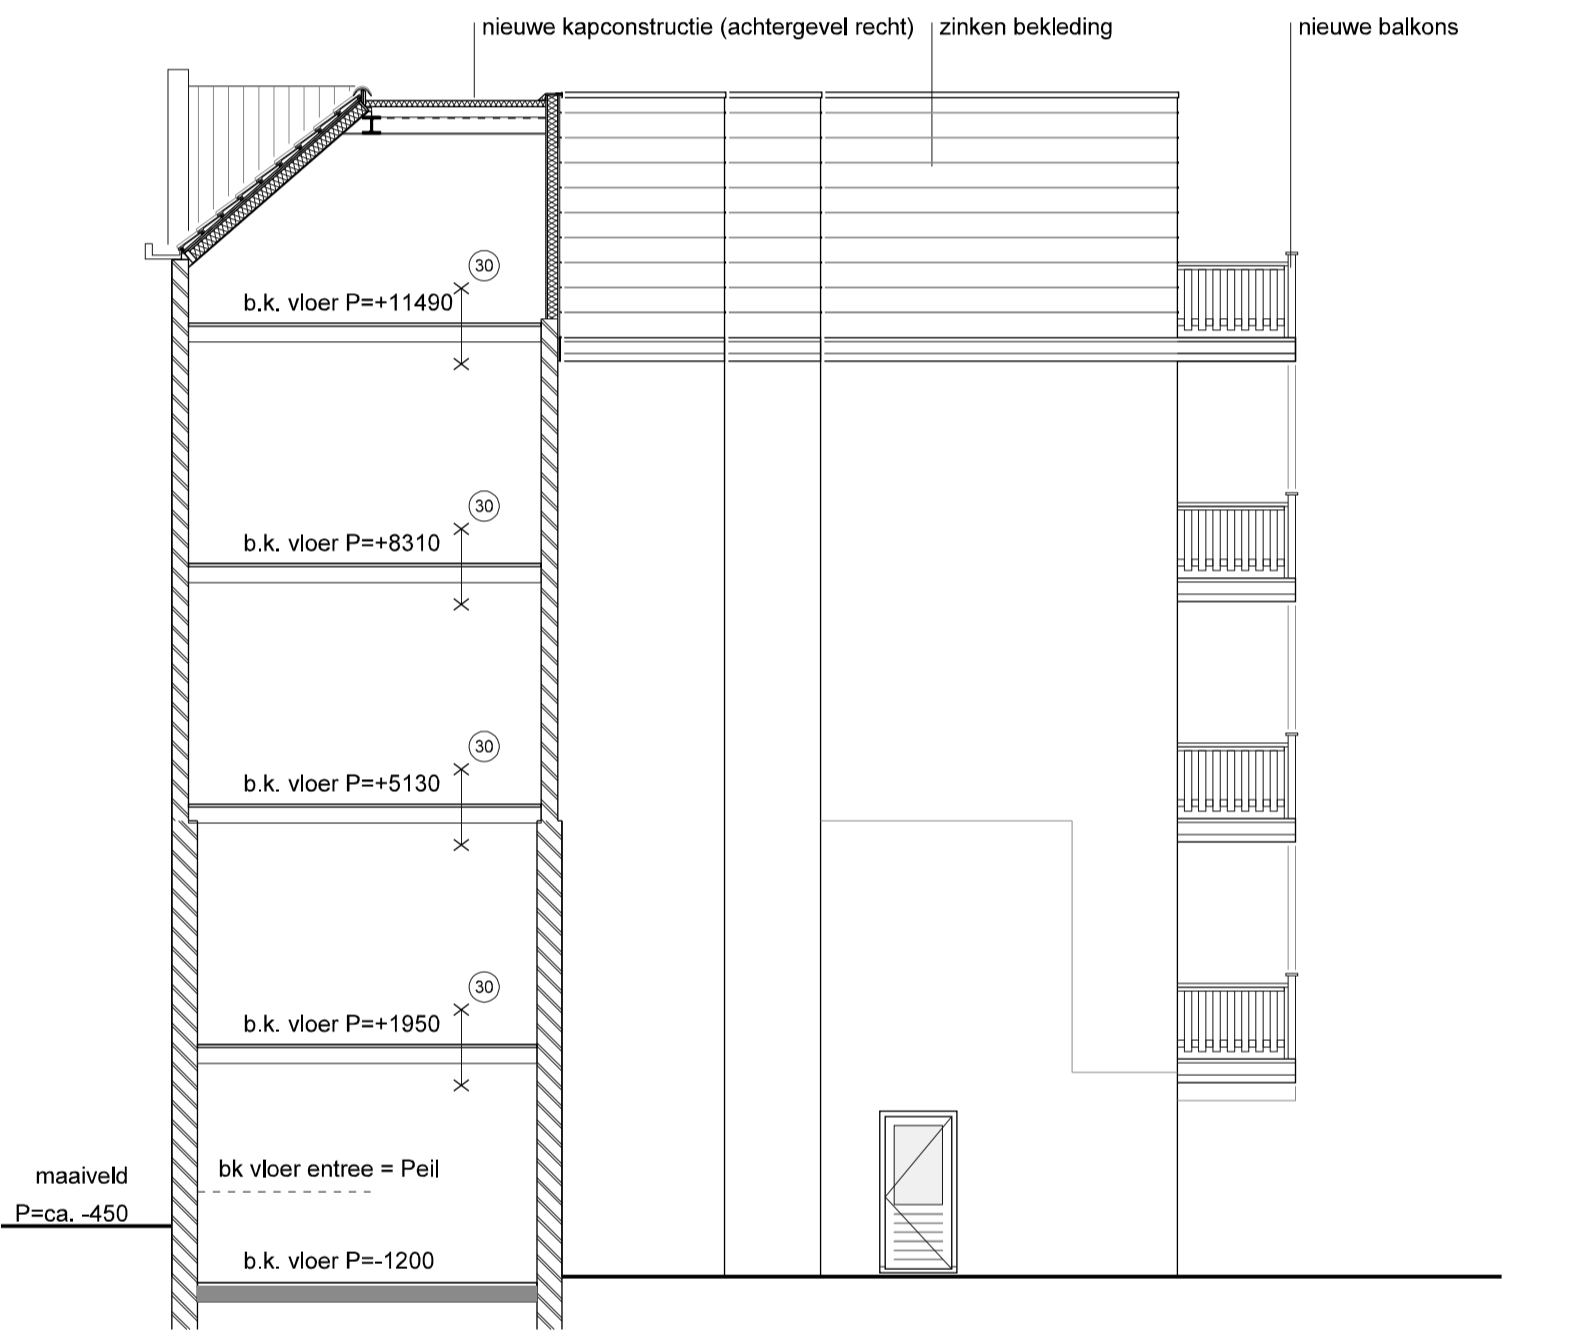 nieuwe kapconstructie (achtergevel recht)
zinken bekleding
nieuwe balkons
30
b.k. vloer P=+11490
30
b.k. vloer P=+8310
30
b.k. vloer P=+5130
30
b.k. vloer P=+1950
maaiveld
P=ca. -450
bk vloer entree = Peil
b.k. vloer P=-1200